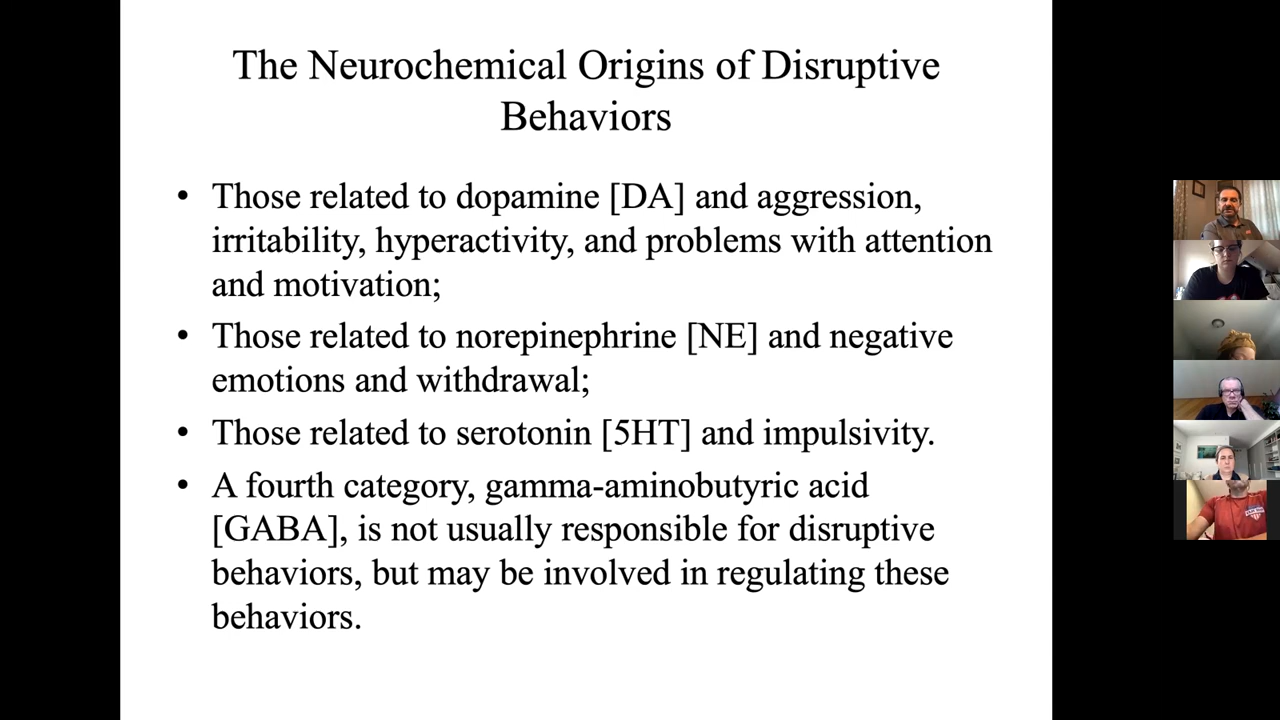 The Neurochemical Origins of Disruptive
Behaviors
• Those related to dopamine [DA] and aggression,
irritability, hyperactivity, and problems with attention
and motivation;
• Those related to norepinephrine [NE] and negative
emotions and withdrawal;
• Those related to serotonin [5HT] and impulsivity.
• A fourth category, gamma-aminobutyric acid
[GABA], is not usually responsible for disruptive
behaviors, but may be involved in regulating these
behaviors.